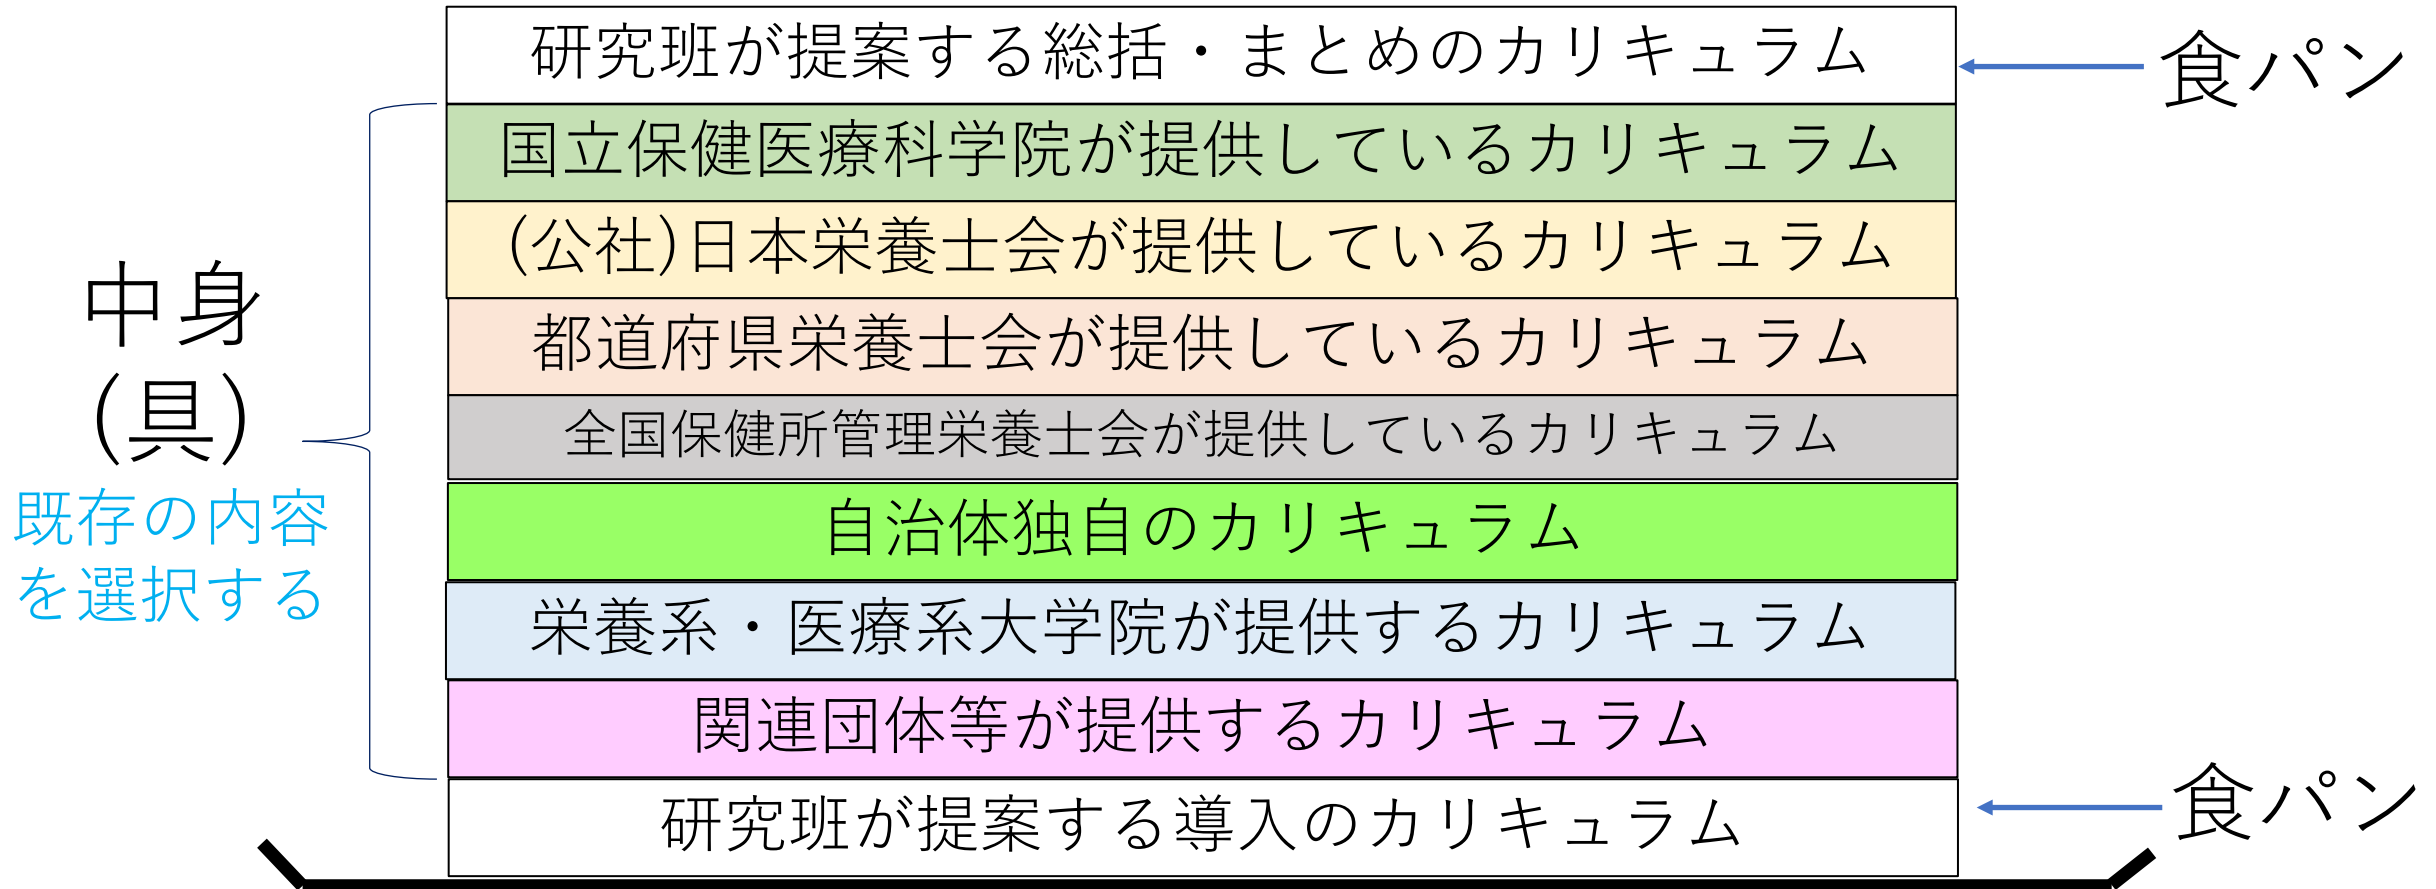 研究班が提案する総括・まとめのカリキュラム
食パン
国立保健医療科学院が提供しているカリキュラム
(公社)日本栄養士会が提供しているカリキュラム
都道府県栄養士会が提供しているカリキュラム
全国保健所管理栄養士会が提供しているカリキュラム
自治体独自のカリキュラム
栄養系・医療系大学院が提供するカリキュラム
関連団体等が提供するカリキュラム
中身
(具)
既存の内容
を選択する
研究班が提案する導入のカリキュラム
食パン